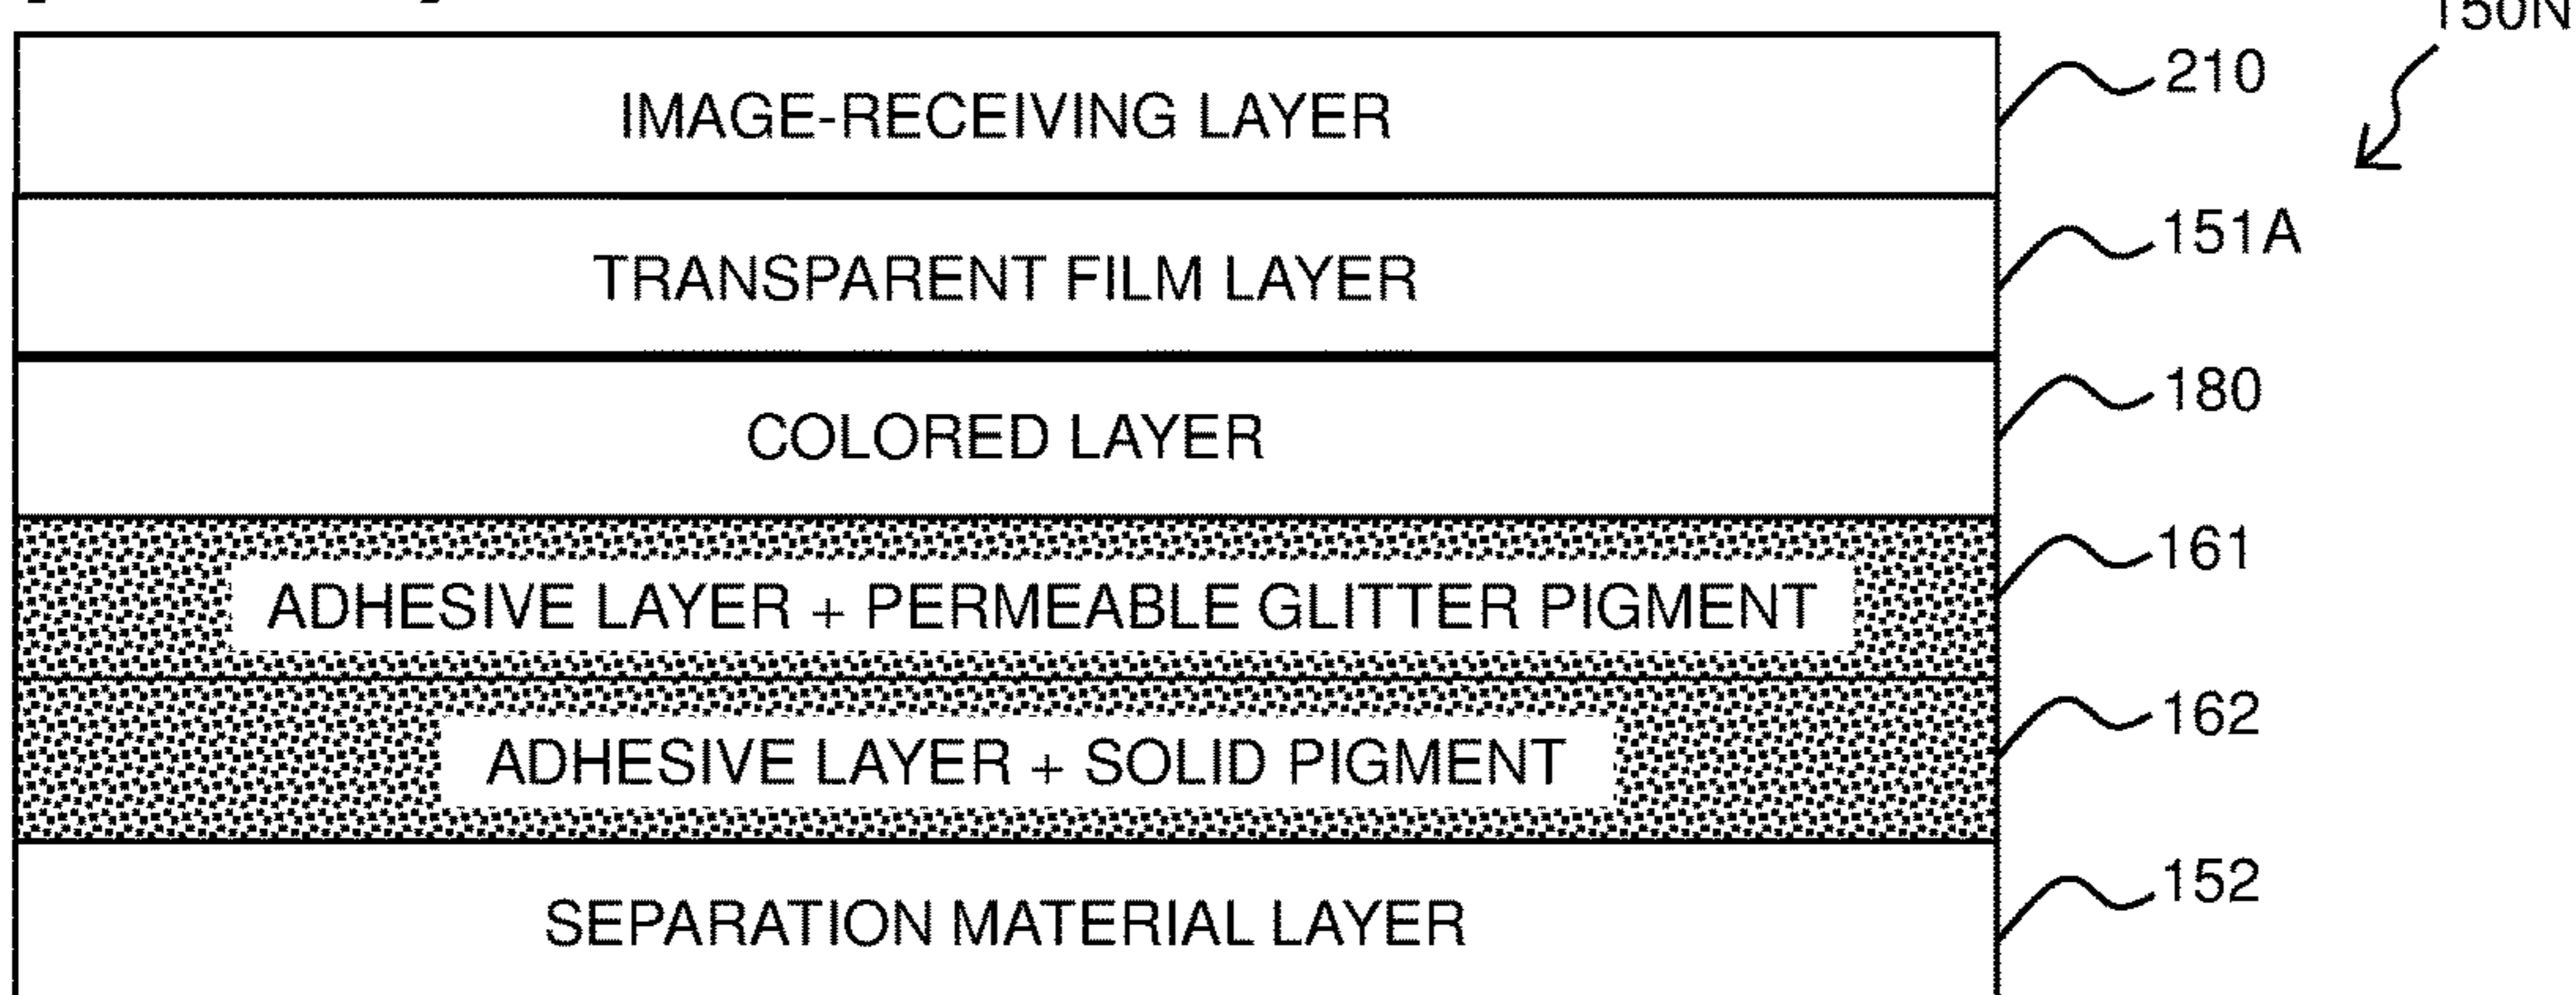 150N
IMAGE-RECEIVING LAYER 210
TRANSPARENT FILM LAYER 151A
COLORED LAYER 180
ADHESIVE LAYER + PERMEABLE GLITTER PIGMENT 161
ADHESIVE LAYER + SOLID PIGMENT 162
SEPARATION MATERIAL LAYER 152